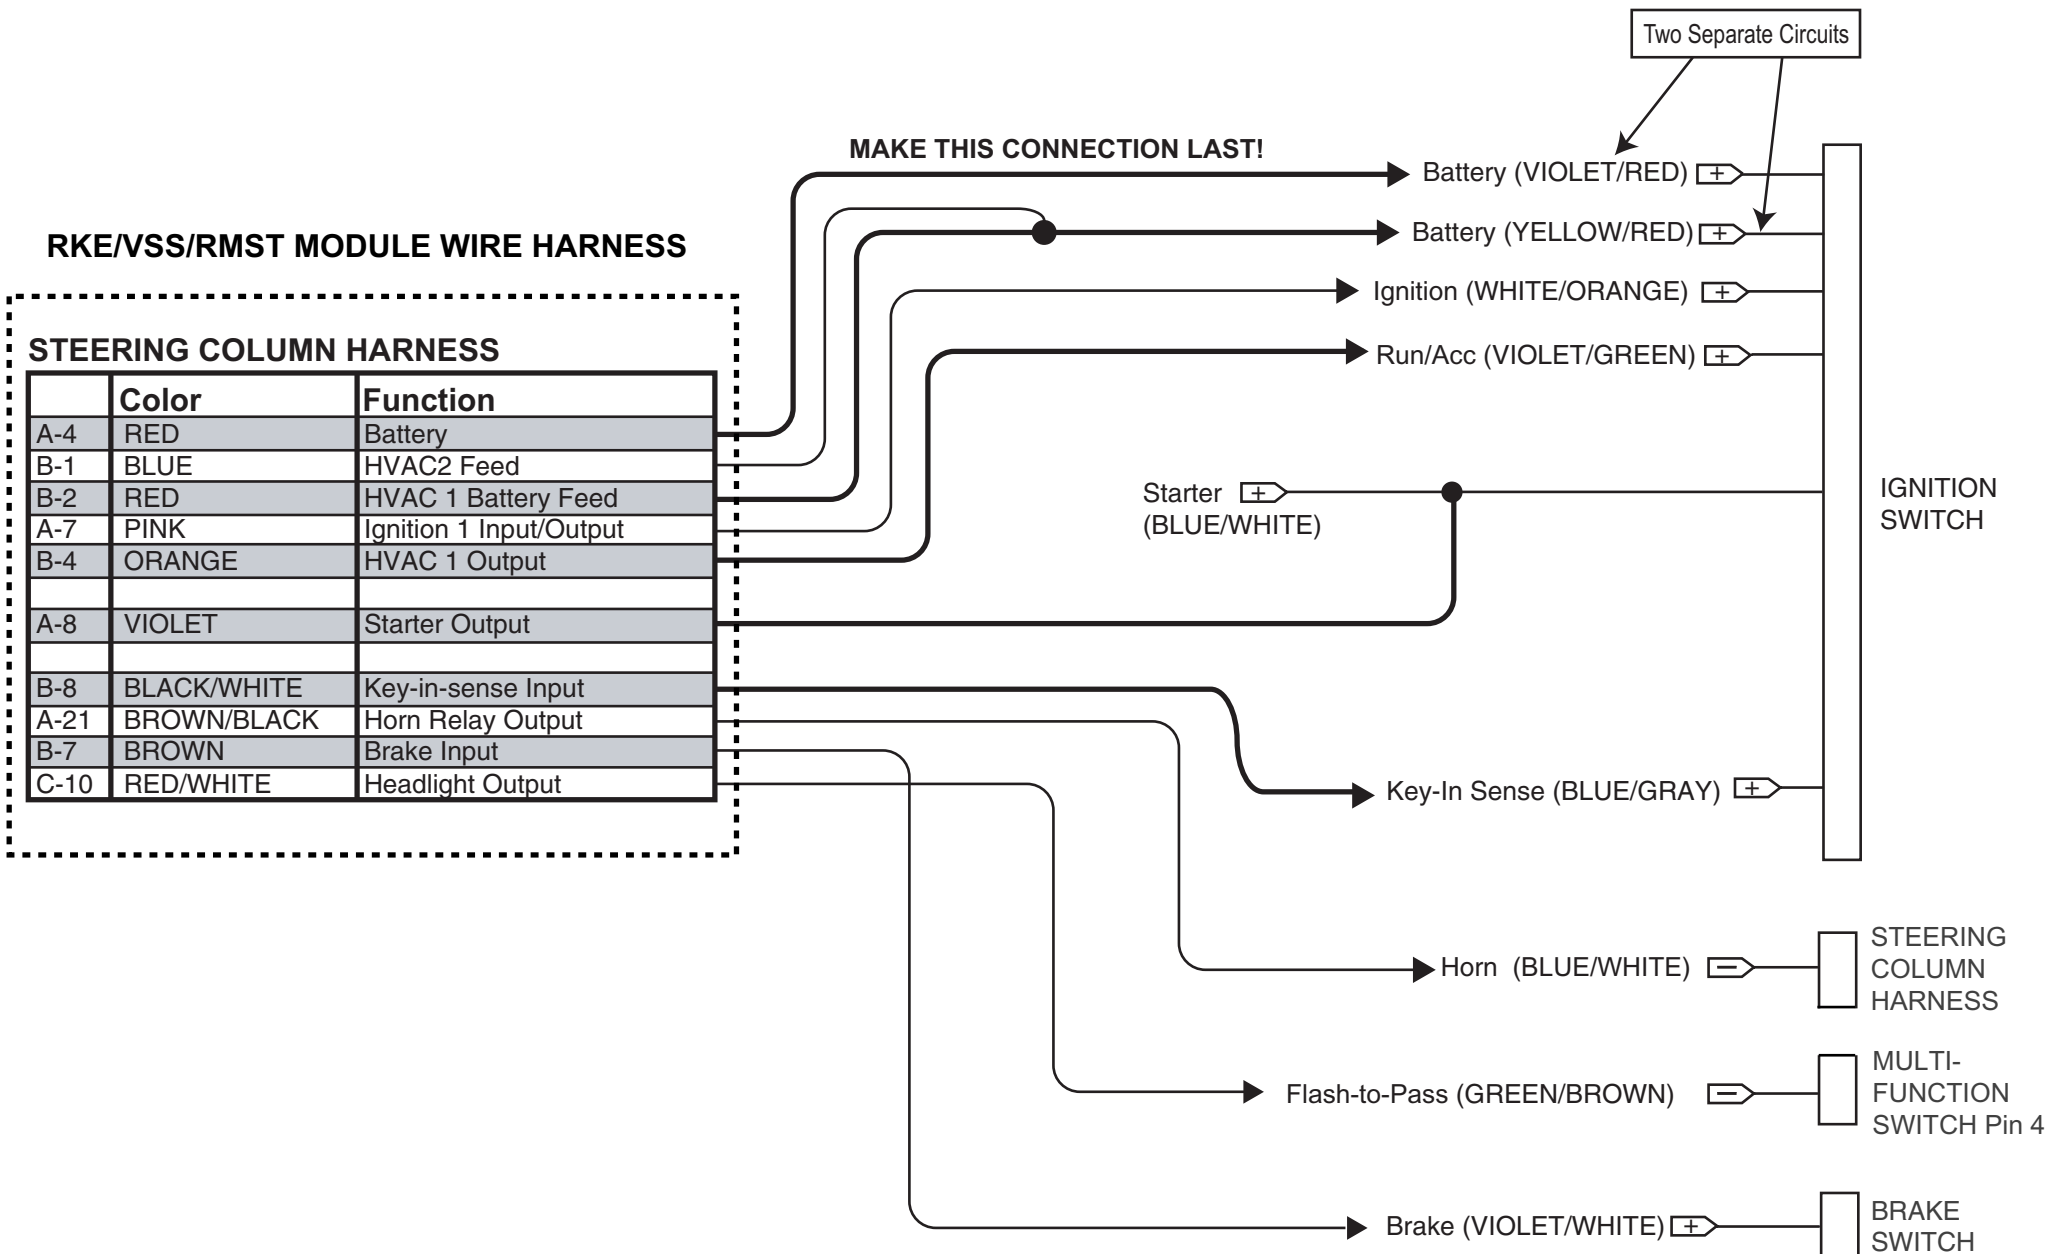 Two Separate Circuits
MAKE THIS CONNECTION LAST!
Battery (VIOLET/RED) +
Battery (YELLOW/RED) +
RKE/VSS/RMST MODULE WIRE HARNESS
Ignition (WHITE/ORANGE) +
Run/Acc (VIOLET/GREEN) +
STEERING COLUMN HARNESS
Color Function
A-4 RED Battery
B-1 BLUE HVAC2 Feed
B-2 RED HVAC 1 Battery Feed
A-7 PINK Ignition 1 Input/Output
B-4 ORANGE HVAC 1 Output
A-8 VIOLET Starter Output
B-8 BLACK/WHITE Key-in-sense Input
A-21 BROWN/BLACK Horn Relay Output
B-7 BROWN Brake Input
C-10 RED/WHITE Headlight Output
Starter +
(BLUE/WHITE)
IGNITION
SWITCH
Key-In Sense (BLUE/GRAY) +
Horn (BLUE/WHITE) −
STEERING
COLUMN
HARNESS
Flash-to-Pass (GREEN/BROWN) −
MULTI-
FUNCTION
SWITCH Pin 4
Brake (VIOLET/WHITE) +
BRAKE
SWITCH